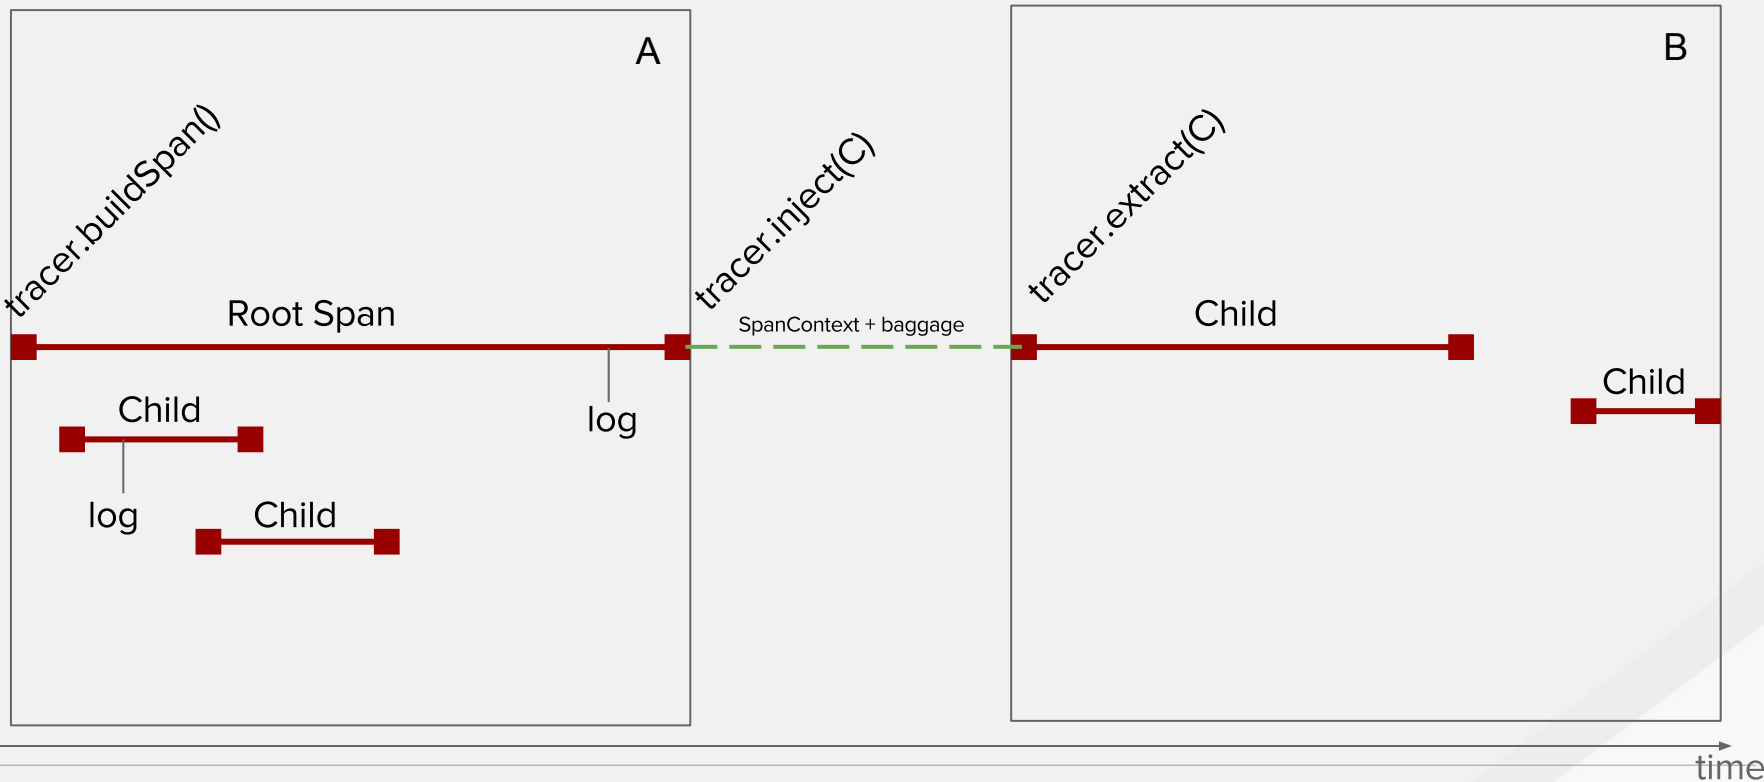 A
B
tracer.buildSpan()
tracer.inject(C)
tracer.extract(C)
Root Span
SpanContext + baggage
Child
Child
Child
log
log
Child
time